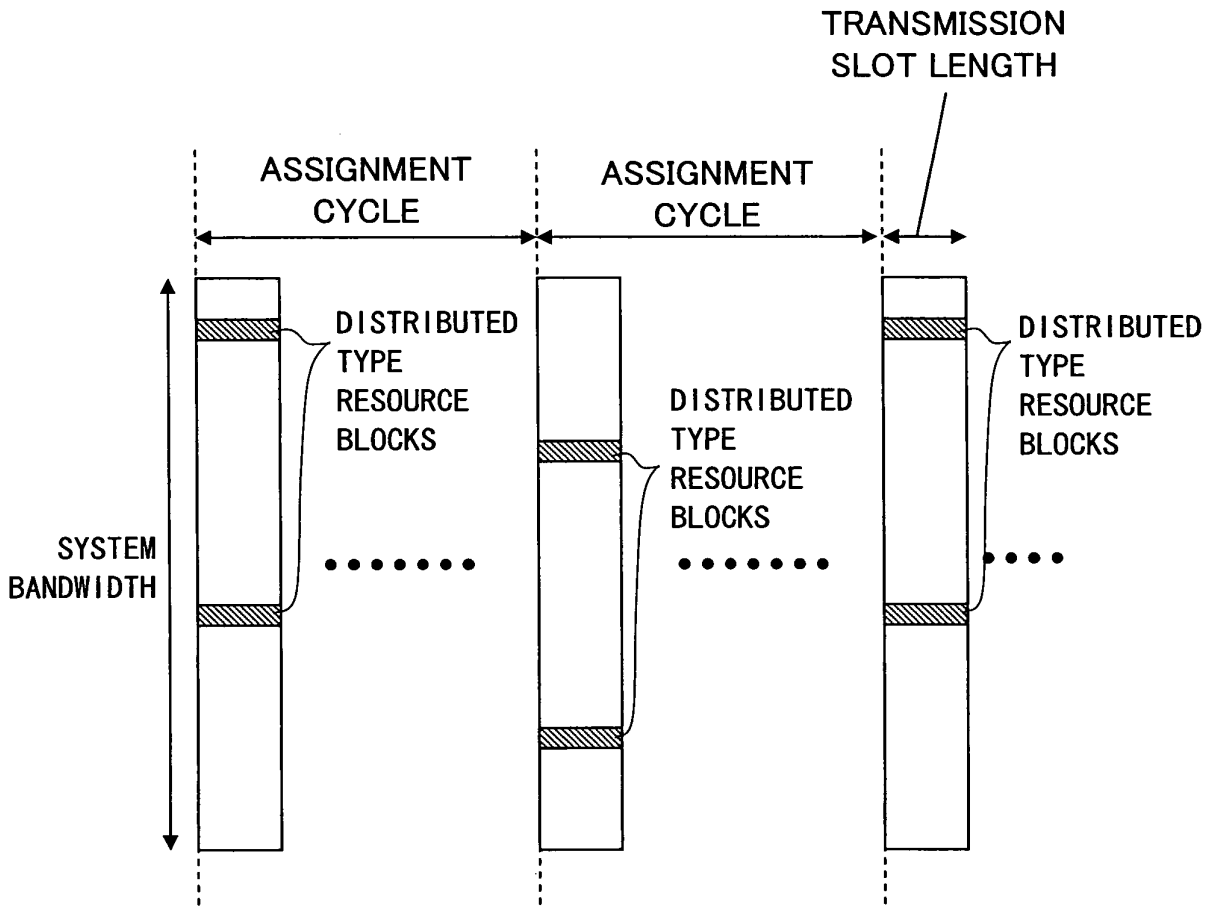 TRANSMISSION
SLOT LENGTH
ASSIGNMENT
CYCLE
ASSIGNMENT
CYCLE
DISTRIBUTED
TYPE
RESOURCE
BLOCKS
DISTRIBUTED
TYPE
RESOURCE
BLOCKS
DISTRIBUTED
TYPE
RESOURCE
BLOCKS
SYSTEM
BANDWIDTH